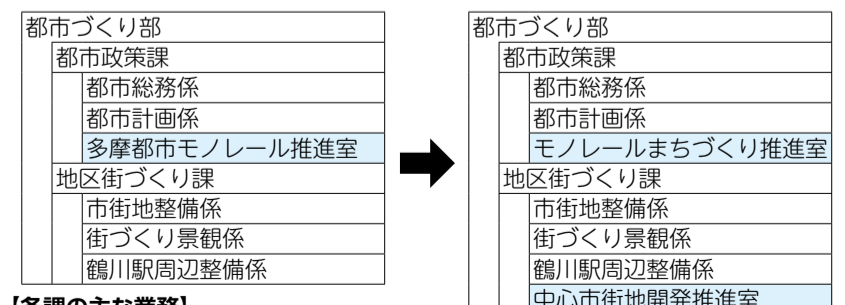 都市づくり部
都市政策課
都市総務係
都市計画係
多摩都市モノレール推進室
地区街づくり課
市街地整備係
街づくり景観係
鶴川駅周辺整備係
【各課の主な業務】
都市づくり部
都市政策課
都市総務係
都市計画係
モノレールまちづくり推進室
地区街づくり課
市街地整備係
街づくり景観係
鶴川駅周辺整備係
中心市街地開発推進室